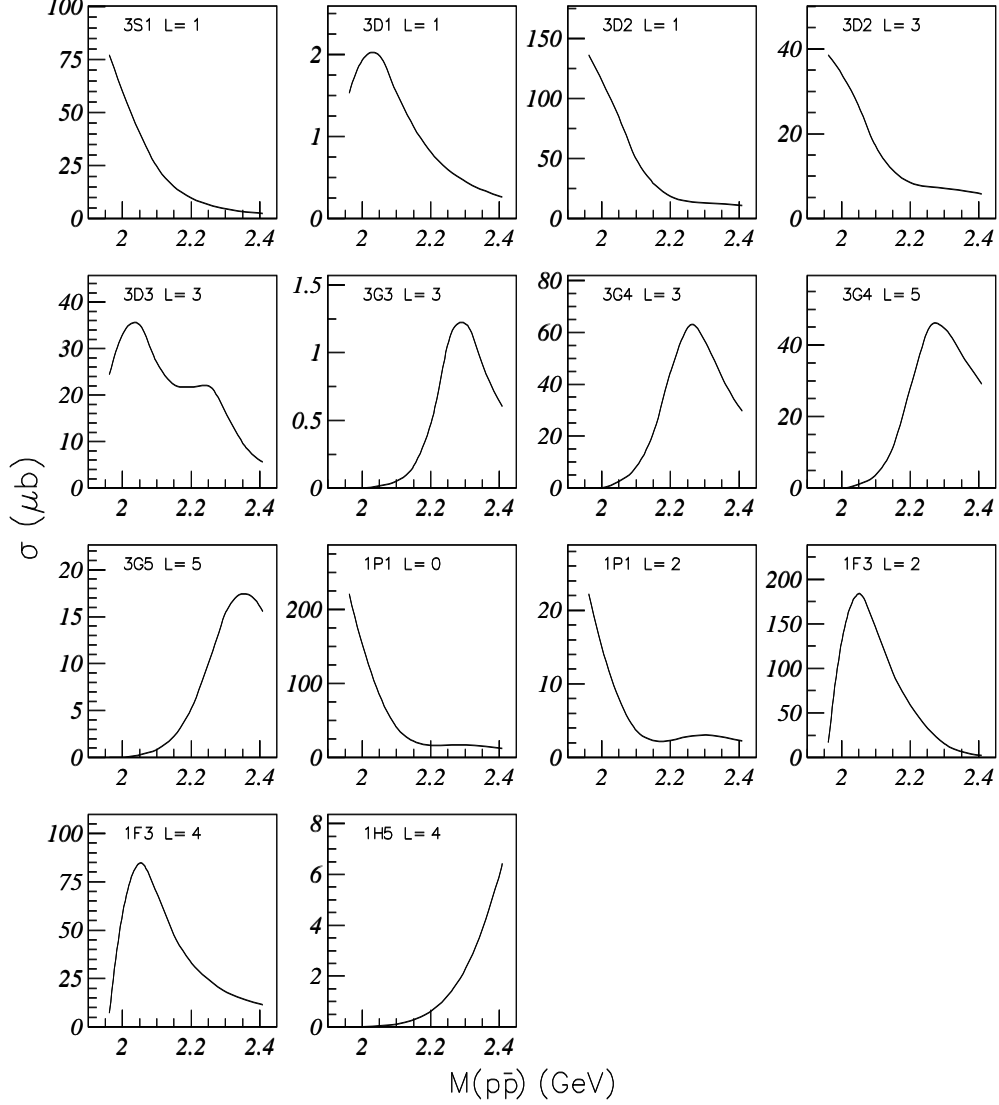 3S1 L= 1
100
75
50
25
0
2 2.2 2.4
3D1 L= 1
2
1
0
2 2.2 2.4
3D2 L= 1
150
100
50
0
2 2.2 2.4
3D2 L= 3
40
20
0
2 2.2 2.4
3D3 L= 3
40
30
20
10
0
2 2.2 2.4
3G3 L= 3
1.5
1
0.5
0
2 2.2 2.4
3G4 L= 3
80
60
40
20
0
2 2.2 2.4
3G4 L= 5
40
20
0
2 2.2 2.4
σ (μb)
3G5 L= 5
20
15
10
5
0
2 2.2 2.4
1P1 L= 0
200
100
0
2 2.2 2.4
1P1 L= 2
20
10
0
2 2.2 2.4
1F3 L= 2
200
150
100
50
0
2 2.2 2.4
1F3 L= 4
100
75
50
25
0
2 2.2 2.4
1H5 L= 4
8
6
4
2
0
2 2.2 2.4
M(pp̄) (GeV)